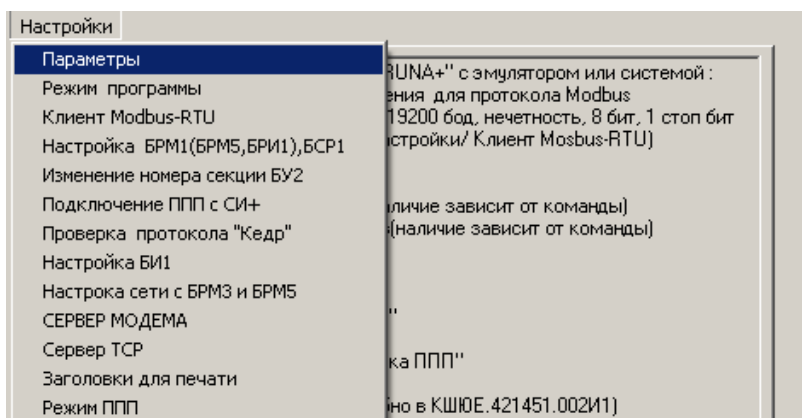 Настройки
Параметры
Режим программы
Клиент Modbus-RTU
Настройка БРМ1(БРМ5,БРИ1),БСР1
Изменение номера секции БУ2
Подключение ППП с СИ+
Проверка протокола "Кедр"
Настройка БИ1
Настрока сети с БРМ3 и БРМ5
СЕРВЕР МОДЕМА
Сервер TCP
Заголовки для печати
Режим ППП
RUNA+" с эмулятором или системой :
ения для протокола Modbus
19200 бод, нечетность, 8 бит, 1 стоп бит
стройки/ Клиент Mosbus-RTU)
личие зависит от команды)
(наличие зависит от команды)
"
ка ППП"
но в КШЮЕ.421451.002И1)